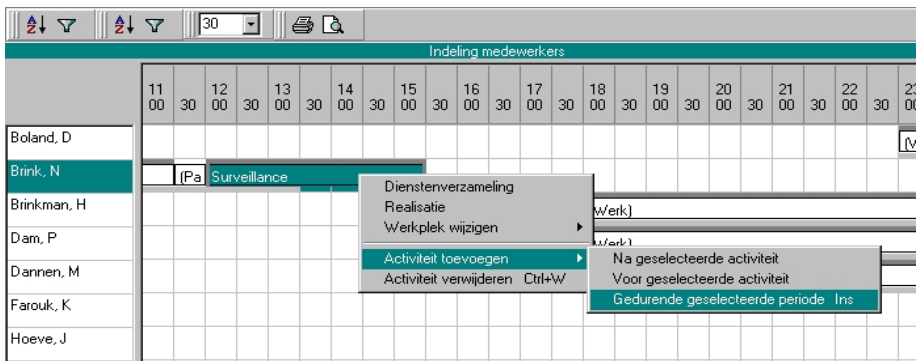 30
Indeling medewerkers
11 12 13 14 15 16 17 18 19 20 21 22
00 30 00 30 00 30 00 30 00 30 00 30 00 30 00 30 00 30 00 30 00 30 00 30
Boland, D
Brink, N (Pa Surveillance
Dienstenverzameling
Brinkman, H Realisatie Werk)
Werkplek wijzigen
Dam, P Werk)
Activiteit toevoegen Na geselecteerde activiteit
Dannen, M Activiteit verwijderen Ctrl+W Voor geselecteerde activiteit
Farouk, K Gedurende geselecteerde periode Ins
Hoeve, J